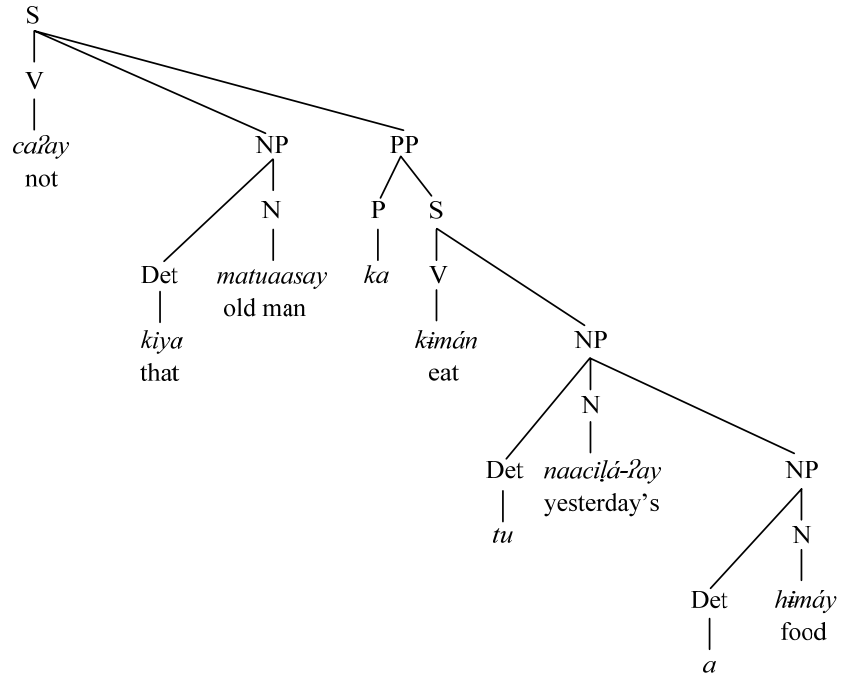 S
V
caʔay
not
NP
PP
N
P
S
Det
matuaasay
ka
V
old man
kiya
kɨmán
NP
that
eat
N
Det
naaciḷá-ʔay
NP
yesterday's
tu
N
Det
hɨmáy
food
a